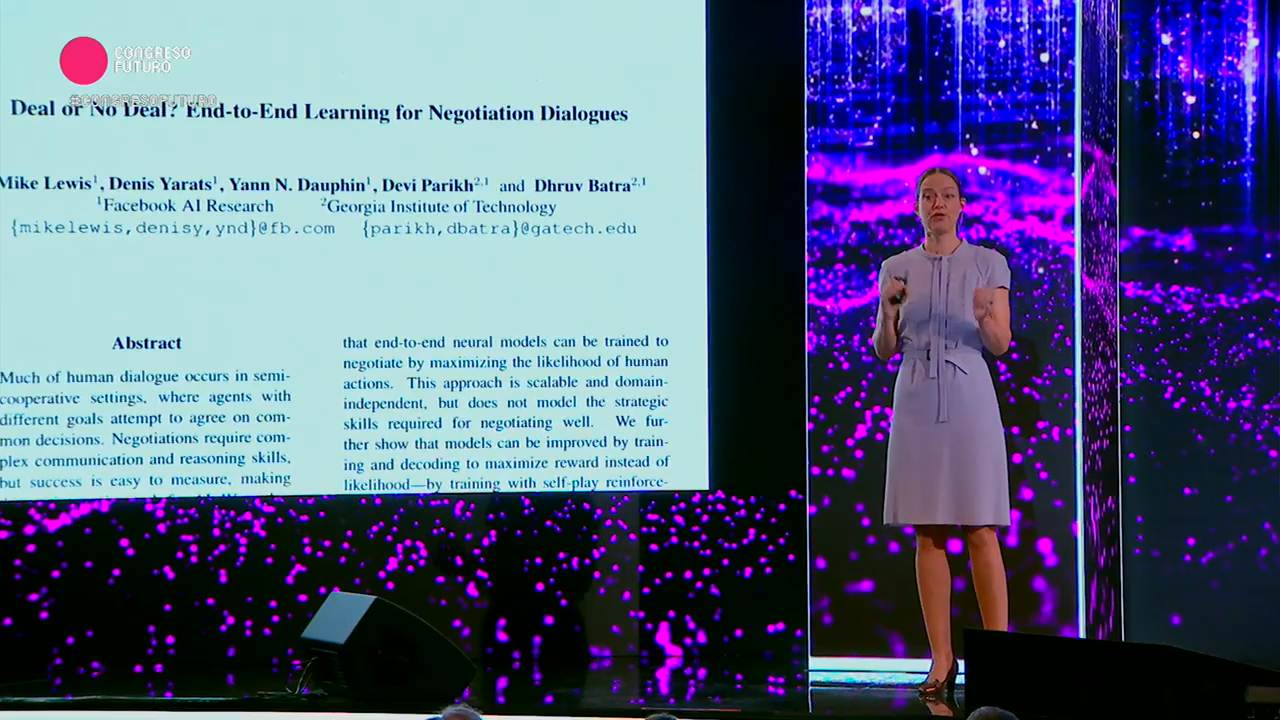 CONGRESO
FUTURO
#CONGRESOFUTURO
Deal or No Deal? End-to-End Learning for Negotiation Dialogues
Mike Lewis¹, Denis Yarats¹, Yann N. Dauphin¹, Devi Parikh²,¹ and Dhruv Batra²,¹
¹Facebook AI Research ²Georgia Institute of Technology
{mikelewis,denisy,ynd}@fb.com {parikh,dbatra}@gatech.edu
Abstract
Much of human dialogue occurs in semi-
cooperative settings, where agents with
different goals attempt to agree on com-
mon decisions. Negotiations require com-
plex communication and reasoning skills,
but success is easy to measure, making
that end-to-end neural models can be trained to
negotiate by maximizing the likelihood of human
actions. This approach is scalable and domain-
independent, but does not model the strategic
skills required for negotiating well. We fur-
ther show that models can be improved by train-
ing and decoding to maximize reward instead of
likelihood—by training with self-play reinforce-